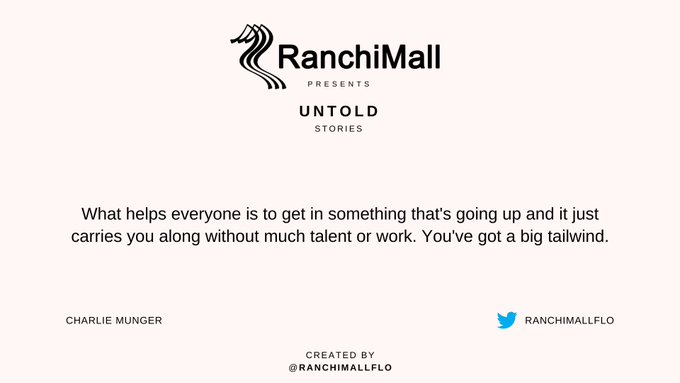 RanchiMall
PRESENTS
UNTOLD
STORIES
What helps everyone is to get in something that's going up and it just
carries you along without much talent or work. You've got a big tailwind.
CHARLIE MUNGER
RANCHIMALLFLO
CREATED BY
@RANCHIMALLFLO